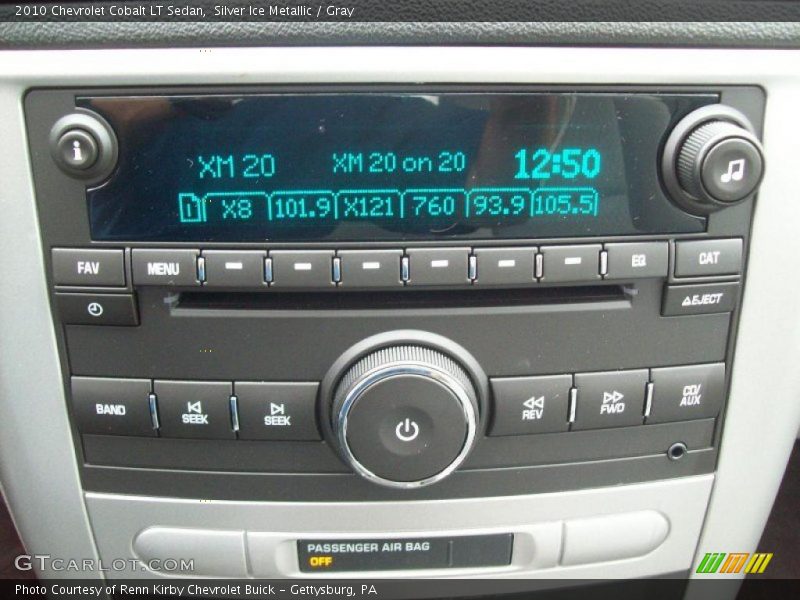 2010 Chevrolet Cobalt LT Sedan, Silver Ice Metallic / Gray
i
XM 20 XM 20 on 20 12:50
1 X8 101.9 X121 760 93.9 105.5
FAV MENU EQ CAT
EJECT
BAND SEEK SEEK REV FWD CD/
AUX
PASSENGER AIR BAG
OFF
GTCARLOT.COM
Photo Courtesy of Renn Kirby Chevrolet Buick - Gettysburg, PA